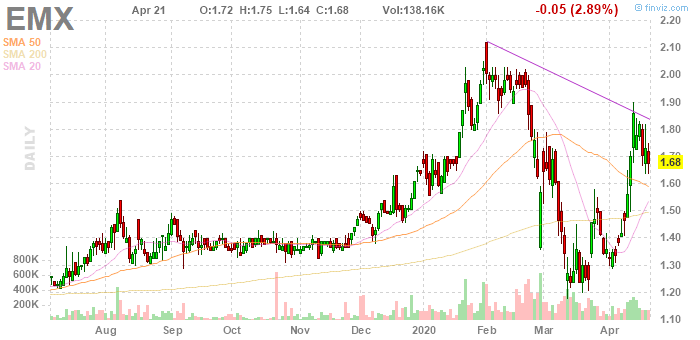 EMX Apr 21 O:1.72 H:1.75 L:1.64 C:1.68 Vol:138.16K -0.05 (2.89%) © finviz.com
SMA 50
SMA 200
SMA 20
DAILY
2.20
2.10
2.00
1.90
1.80
1.70
1.68
1.60
1.50
1.40
1.30
1.20
1.10
800K
600K
400K
200K
Aug Sep Oct Nov Dec 2020 Feb Mar Apr